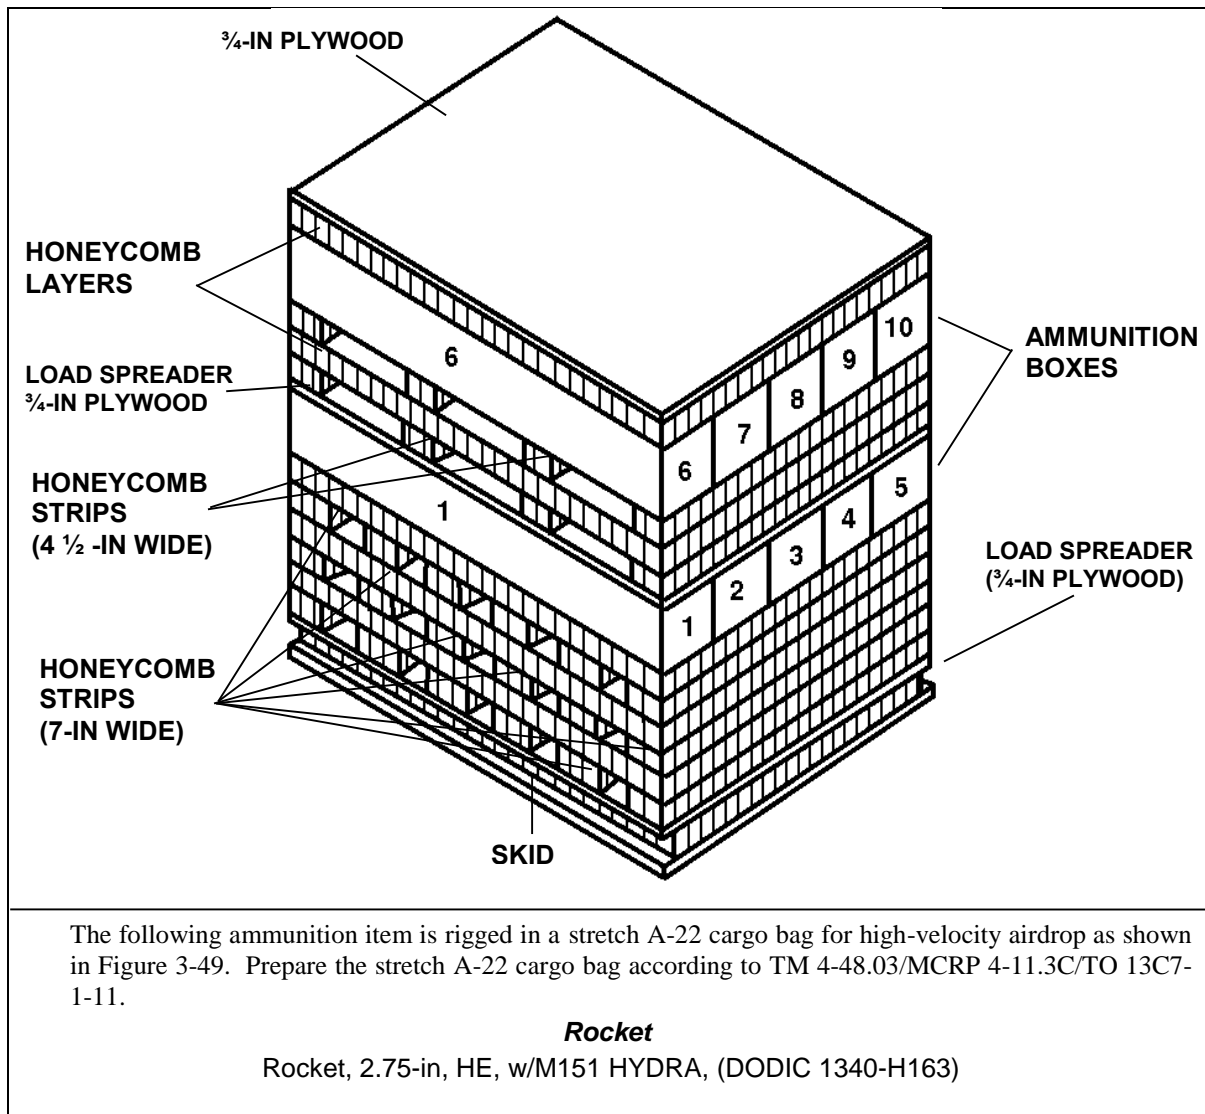 ¾-IN PLYWOOD
HONEYCOMB
LAYERS
LOAD SPREADER
¾-IN PLYWOOD
HONEYCOMB
STRIPS
(4 ½ -IN WIDE)
HONEYCOMB
STRIPS
(7-IN WIDE)
6
1
6
7
8
9
10
1
2
3
4
5
AMMUNITION
BOXES
LOAD SPREADER
(¾-IN PLYWOOD)
SKID
The following ammunition item is rigged in a stretch A-22 cargo bag for high-velocity airdrop as shown
in Figure 3-49. Prepare the stretch A-22 cargo bag according to TM 4-48.03/MCRP 4-11.3C/TO 13C7-
1-11.
Rocket
Rocket, 2.75-in, HE, w/M151 HYDRA, (DODIC 1340-H163)